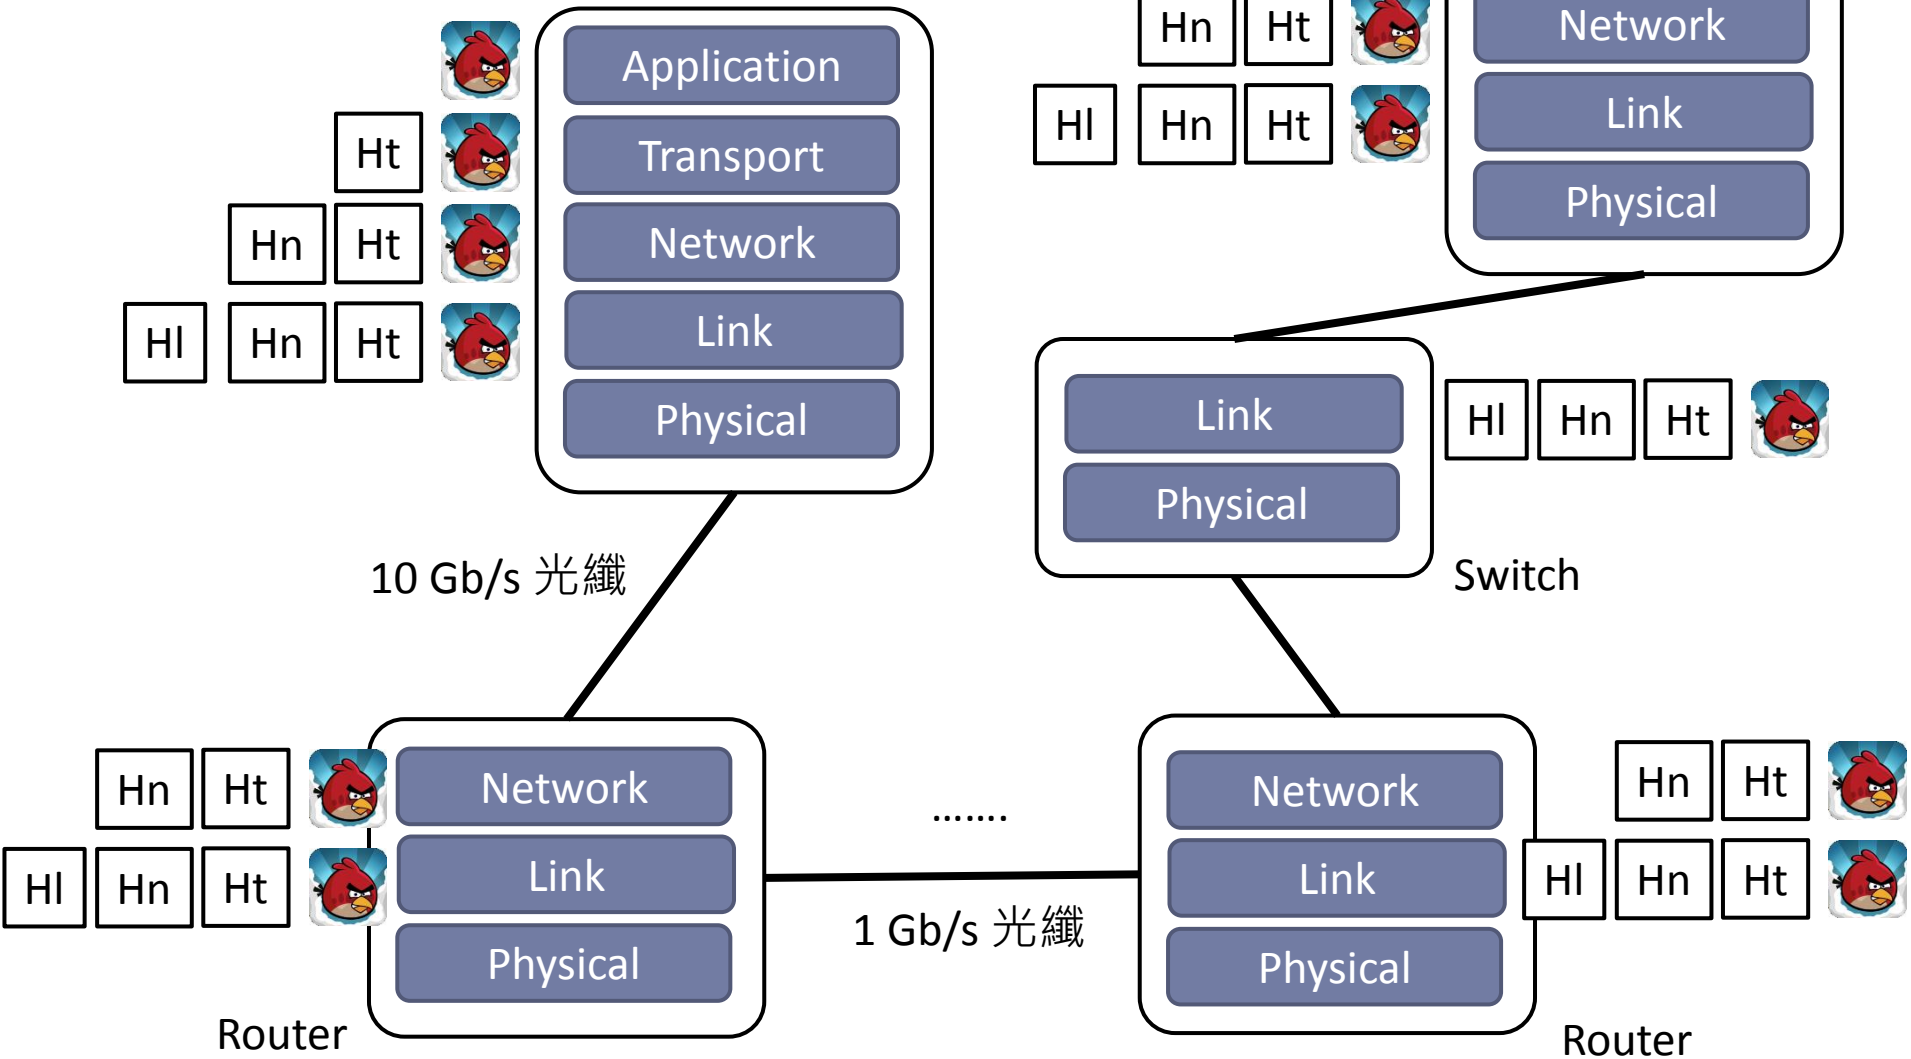 Application
Ht
Transport
Hn Ht
Network
Hl Hn Ht
Link
Physical
10 Gb/s 光纖
Hn Ht
Network
Hl Hn Ht
Link
Physical
Link
Hl Hn Ht
Physical
Switch
Hn Ht
Network
Hl Hn Ht
Link
Physical
Router
.......
1 Gb/s 光纖
Network
Hn Ht
Link
Hl Hn Ht
Physical
Router